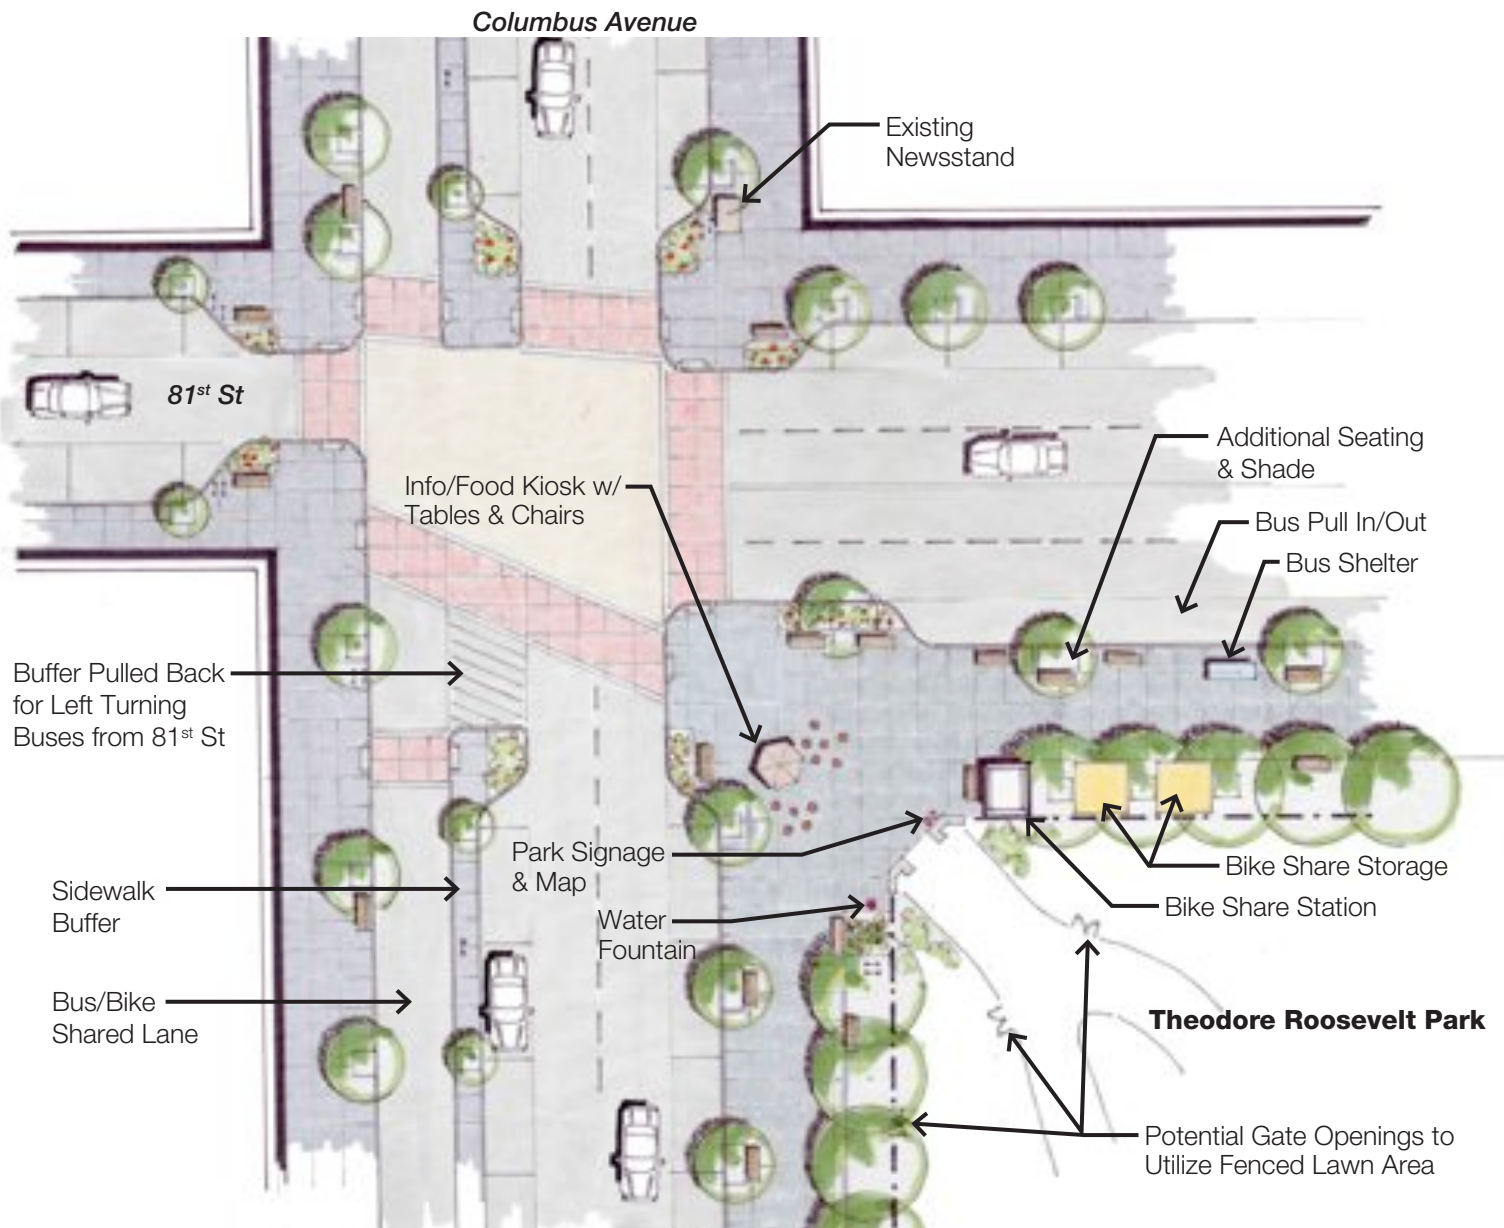 Columbus Avenue
Existing
Newsstand
81st St
Additional Seating
& Shade
Info/Food Kiosk w/
Tables & Chairs
Bus Pull In/Out
Bus Shelter
Buffer Pulled Back
for Left Turning
Buses from 81st St
Park Signage
& Map
Bike Share Storage
Sidewalk
Buffer
Bike Share Station
Water
Fountain
Bus/Bike
Shared Lane
Theodore Roosevelt Park
Potential Gate Openings to
Utilize Fenced Lawn Area